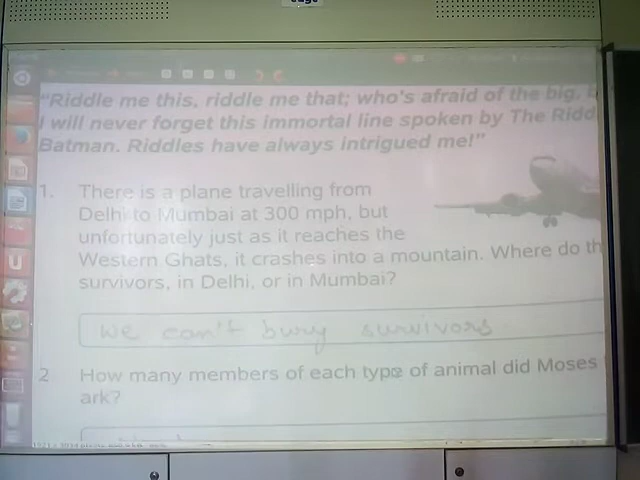 "Riddle me this, riddle me that; who's afraid of the big,
I will never forget this immortal line spoken by The Ridd
Batman. Riddles have always intrigued me!"
1. There is a plane travelling from
Delhi to Mumbai at 300 mph, but
unfortunately just as it reaches the
Western Ghats, it crashes into a mountain. Where do th
survivors, in Delhi, or in Mumbai?
we can't bury survivors
2 How many members of each type of animal did Moses
ark?